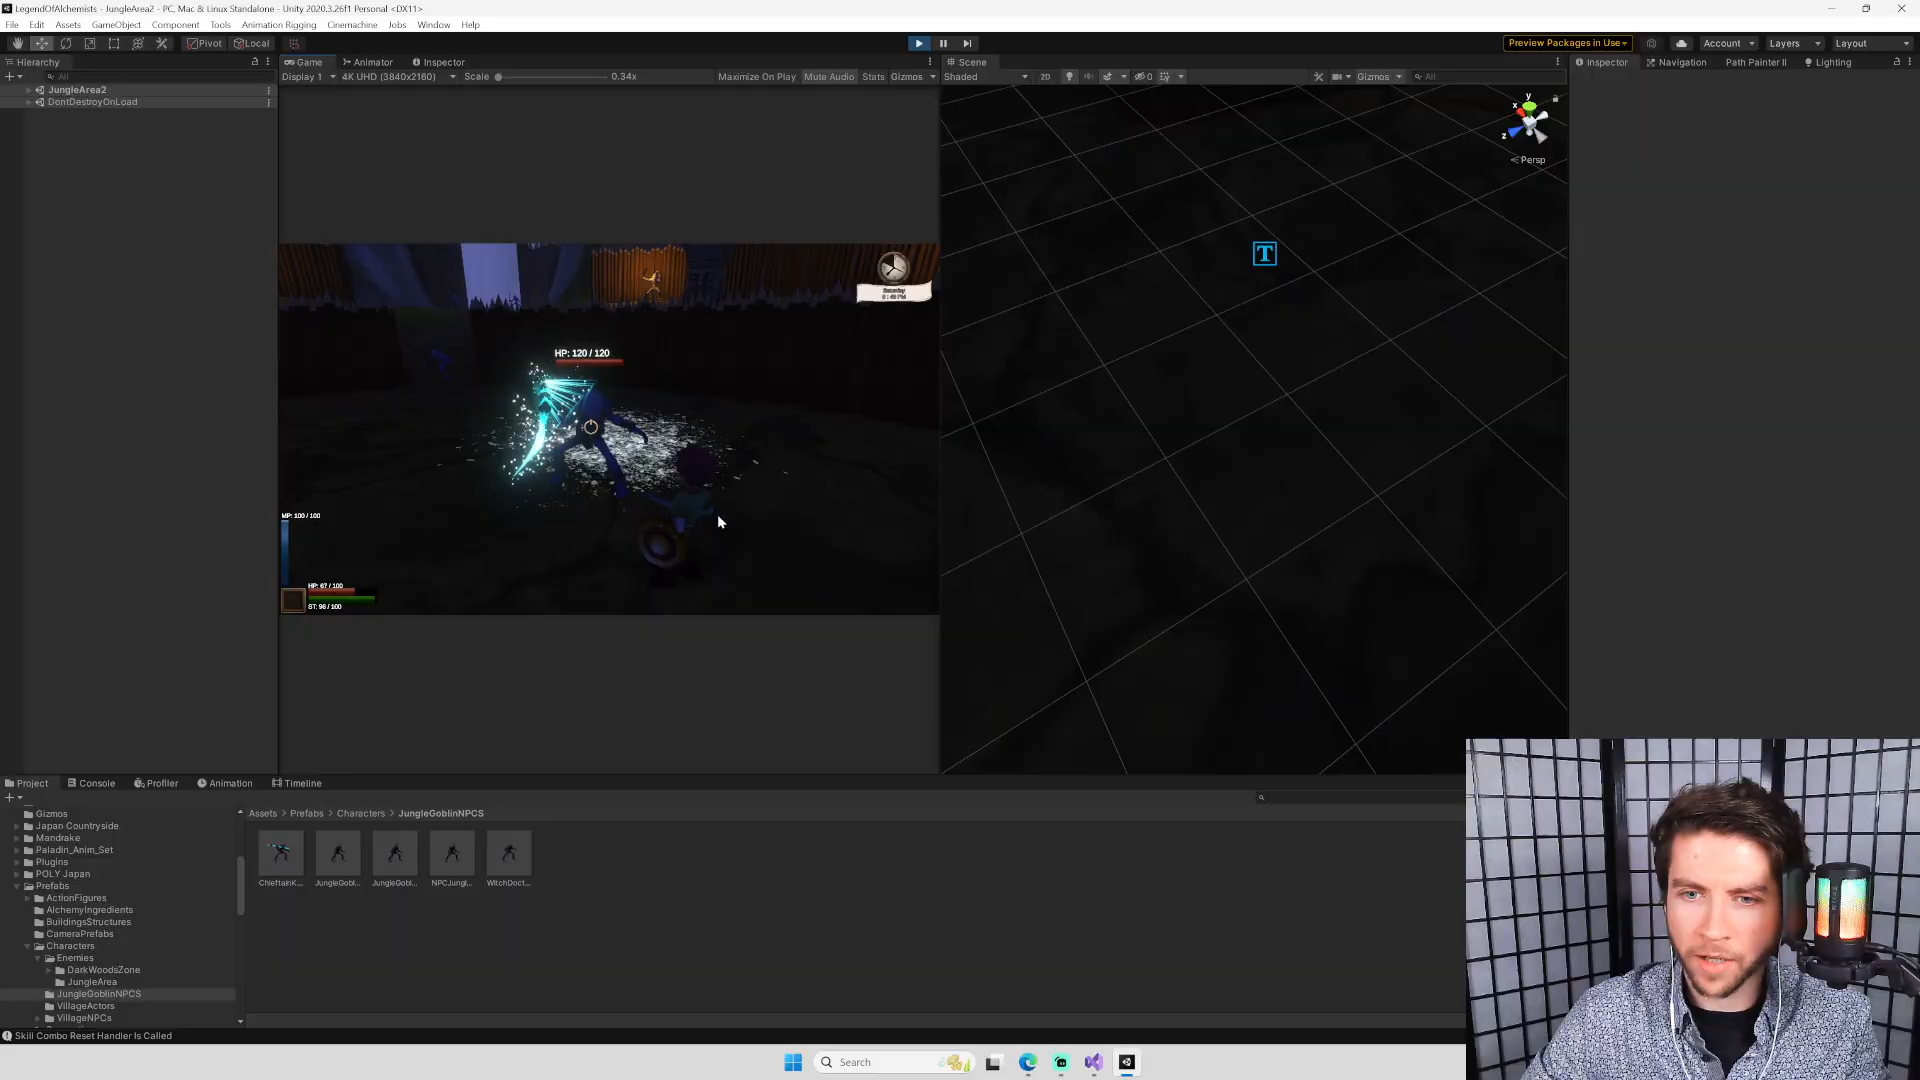 LegendOfAlchemists - JungleArea2 - PC, Mac & Linux Standalone - Unity 2020.3.26f1 Personal <DX11>
File Edit Assets GameObject Component Tools Animation Rigging Cinemachine Jobs Window Help
Pivot Local Preview Packages in Use Account Layers Layout
Hierarchy Game Animator Inspector Scene Inspector Navigation Path Painter II Lighting
All Display 1 4K UHD (3840x2160) Scale 0.34x Maximize On Play Mute Audio Stats Gizmos Shaded 2D 0 Gizmos All
JungleArea2
DontDestroyOnLoad
y
x
z
Persp
T
Saturday
HP: 120 / 120
MP: 100 / 100
HP: 67 / 100
ST: 96 / 100
Project Console Profiler Animation Timeline
Gizmos
Japan Countryside
Mandrake
Paladin_Anim_Set
Plugins
POLY Japan
Prefabs
ActionFigures
AlchemyIngredients
BuildingsStructures
CameraPrefabs
Characters
Enemies
DarkWoodsZone
JungleArea
JungleGoblinNPCS
VillageActors
VillageNPCs
Assets > Prefabs > Characters > JungleGoblinNPCS
ChieftainK... JungleGobl... JungleGobl... NPCJungl... WitchDoct...
Skill Combo Reset Handler Is Called
Search